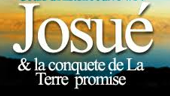 Josué
& la conquete de La
Terre promise